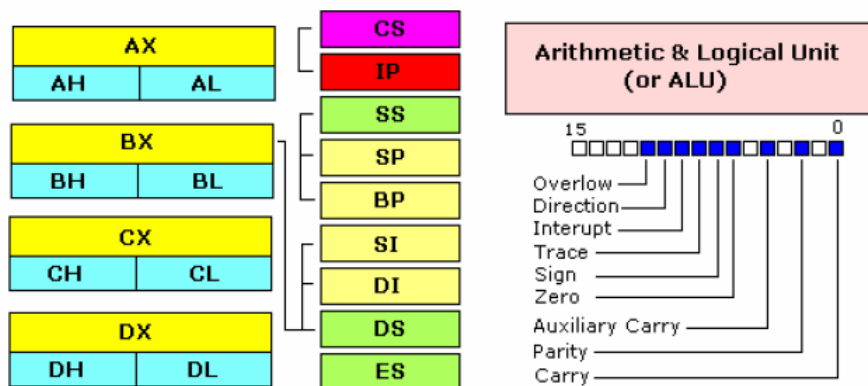 AX
AH AL
BX
BH BL
CX
CH CL
DX
DH DL
CS
IP
SS
SP
BP
SI
DI
DS
ES
Arithmetic & Logical Unit
(or ALU)
15 0
Overlow
Direction
Interupt
Trace
Sign
Zero
Auxiliary Carry
Parity
Carry